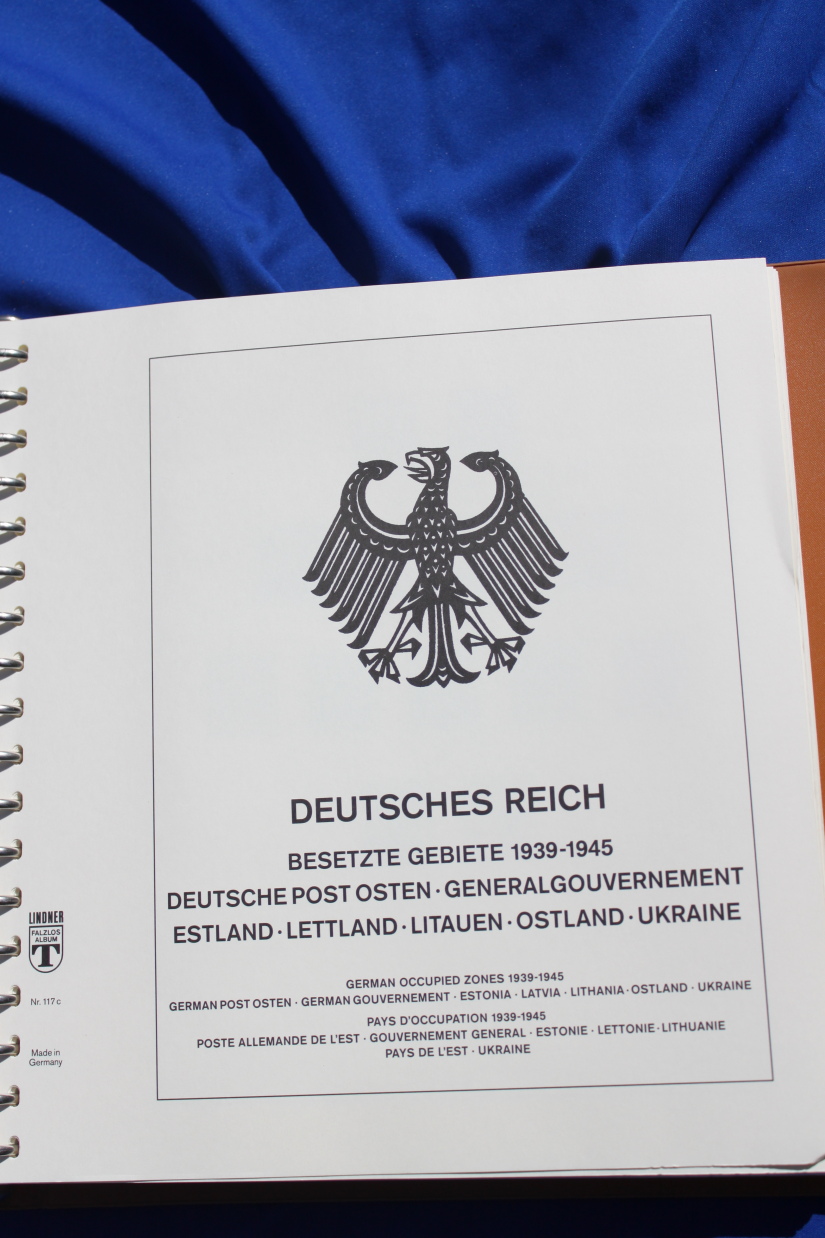 DEUTSCHES REICH
BESETZTE GEBIETE 1939-1945
DEUTSCHE POST OSTEN · GENERALGOUVERNEMENT
ESTLAND · LETTLAND · LITAUEN · OSTLAND · UKRAINE
GERMAN OCCUPIED ZONES 1939-1945
GERMAN POST OSTEN · GERMAN GOUVERNEMENT · ESTONIA · LATVIA · LITHANIA · OSTLAND · UKRAINE
PAYS D'OCCUPATION 1939-1945
POSTE ALLEMANDE DE L'EST · GOUVERNEMENT GENERAL · ESTONIE · LETTONIE · LITHUANIE
PAYS DE L'EST · UKRAINE
LINDNER
FALZLOS
ALBUM
T
Nr. 117 c
Made in
Germany